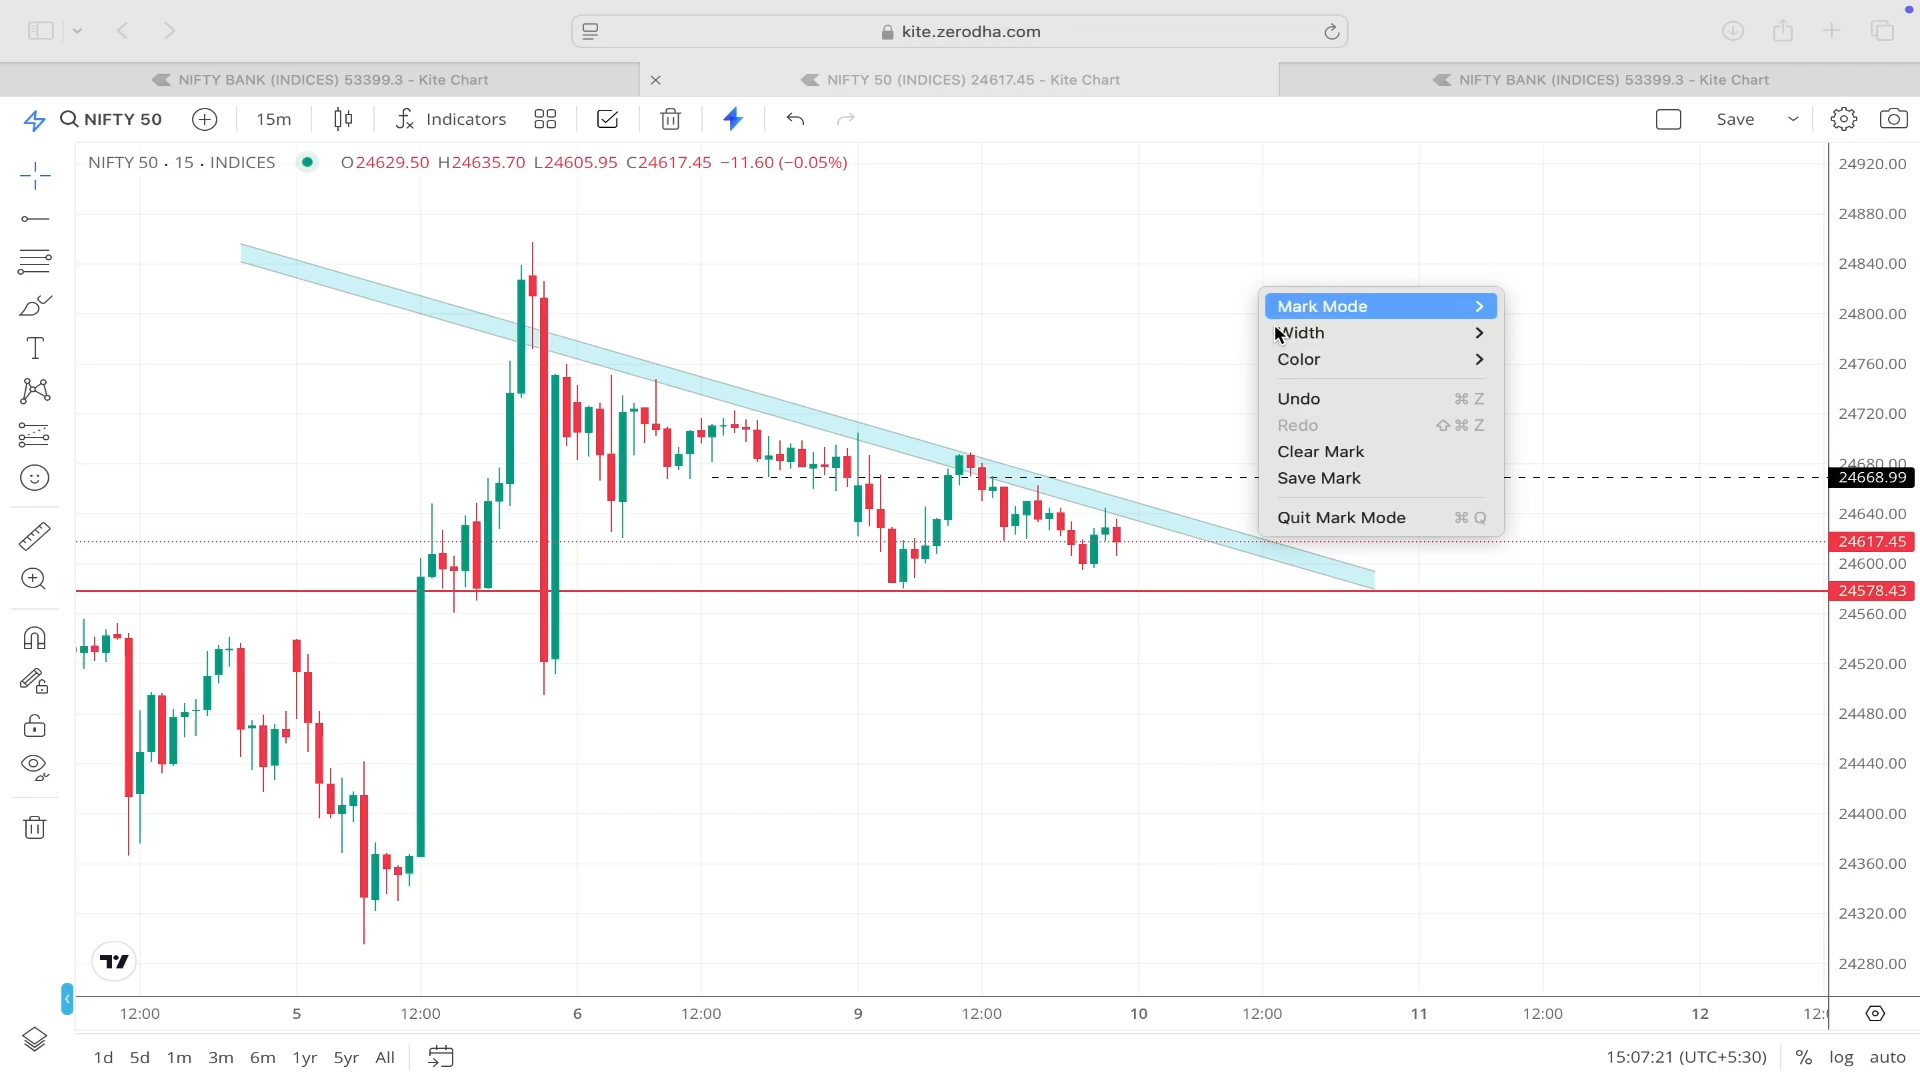 kite.zerodha.com
NIFTY BANK (INDICES) 53399.3 - Kite Chart
NIFTY 50 (INDICES) 24617.45 - Kite Chart
NIFTY BANK (INDICES) 53399.3 - Kite Chart
NIFTY 50
15m
Indicators
Save
NIFTY 50 · 15 · INDICES O24629.50 H24635.70 L24605.95 C24617.45 −11.60 (−0.05%)
24920.00
24880.00
24840.00
24800.00
24760.00
24720.00
24680.00
24668.99
24640.00
24617.45
24600.00
24578.43
24560.00
24520.00
24480.00
24440.00
24400.00
24360.00
24320.00
24280.00
Mark Mode
Width
Color
Undo ⌘ Z
Redo ⇧ ⌘ Z
Clear Mark
Save Mark
Quit Mark Mode ⌘ Q
12:00 5 12:00 6 12:00 9 12:00 10 12:00 11 12:00 12
1d 5d 1m 3m 6m 1yr 5yr All
15:07:21 (UTC+5:30) % log auto